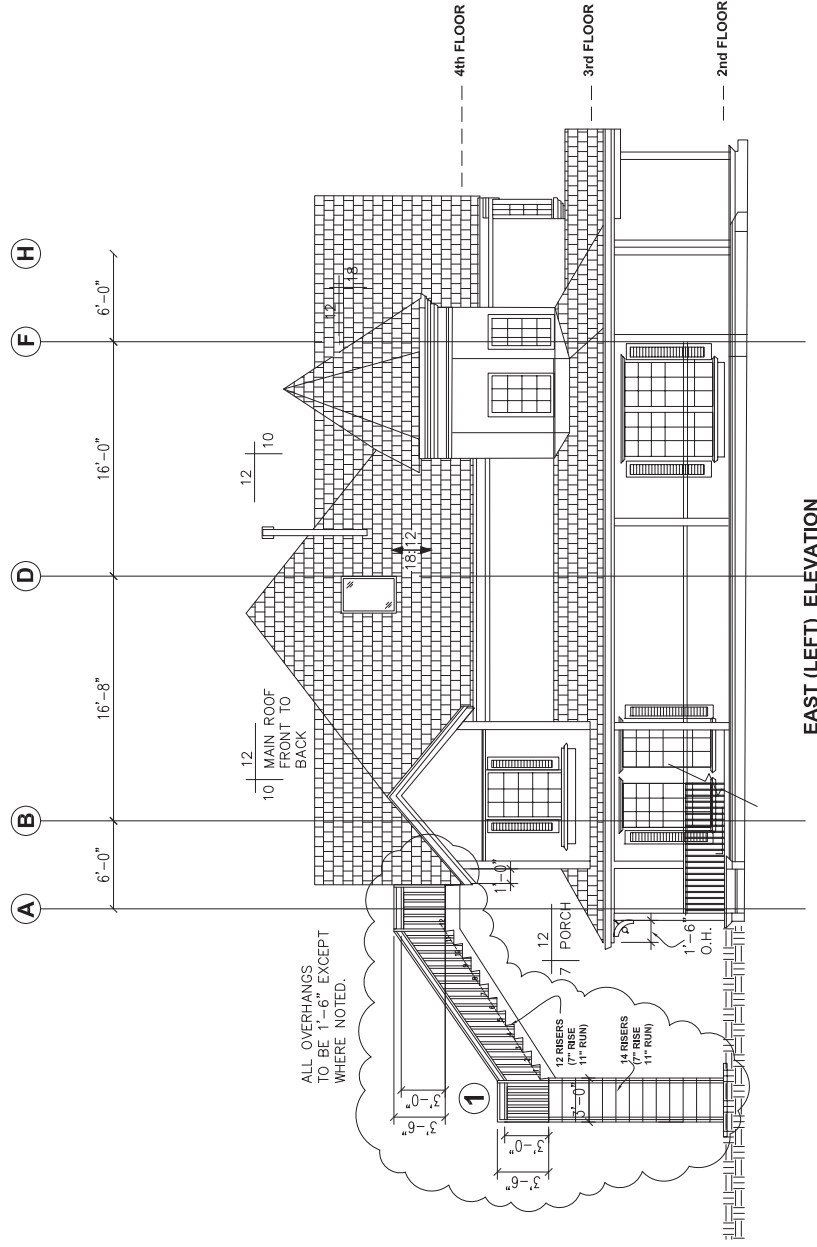 A
B
D
F
H
6'-0"
16'-8"
16'-0"
6'-0"
ALL OVERHANGS
TO BE 1'-6" EXCEPT
WHERE NOTED.
12
10
MAIN ROOF
FRONT TO
BACK
12
10
12
18
18:12
4th FLOOR
3rd FLOOR
2nd FLOOR
3'-0"
3'-6"
1
3'-0"
3'-6"
3'-0"
12 RISERS
(7" RISE
11" RUN)
14 RISERS
(7" RISE
11" RUN)
12
7
PORCH
1'-0"
1'-6"
O.H.
EAST (LEFT) ELEVATION